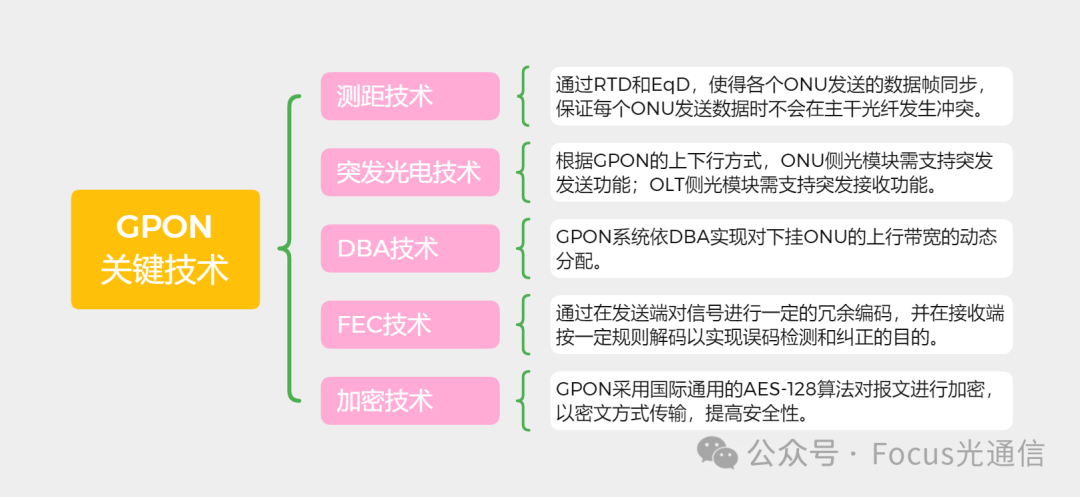 GPON
关键技术
测距技术
通过RTD和EqD，使得各个ONU发送的数据帧同步，
保证每个ONU发送数据时不会在主干光纤发生冲突。
突发光电技术
根据GPON的上下行方式，ONU侧光模块需支持突发
发送功能；OLT侧光模块需支持突发接收功能。
DBA技术
GPON系统依DBA实现对下挂ONU的上行带宽的动态
分配。
FEC技术
通过在发送端对信号进行一定的冗余编码，并在接收端
按一定规则解码以实现误码检测和纠正的目的。
加密技术
GPON采用国际通用的AES-128算法对报文进行加密，
以密文方式传输，提高安全性。
公众号 · Focus光通信